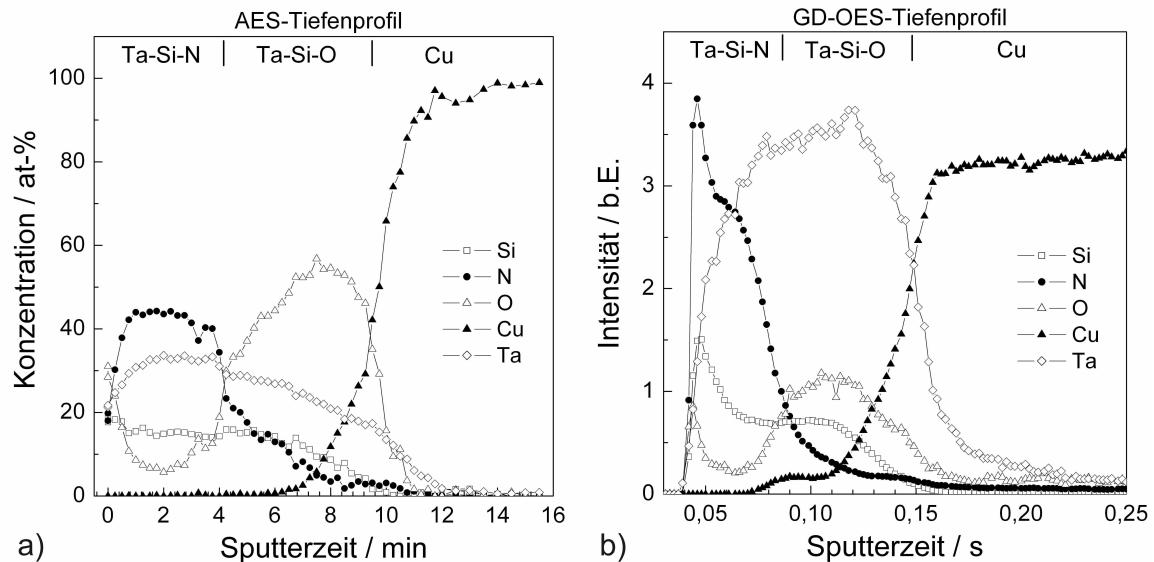 AES-Tiefenprofil
Ta-Si-N | Ta-Si-O | Cu
100
80
60
40
20
0
Konzentration / at-%
Si
N
O
Cu
Ta
0 2 4 6 8 10 12 14 16
Sputterzeit / min
a)
GD-OES-Tiefenprofil
Ta-Si-N | Ta-Si-O | Cu
4
3
2
1
0
Intensität / b.E.
Si
N
O
Cu
Ta
0,05 0,10 0,15 0,20 0,25
Sputterzeit / s
b)